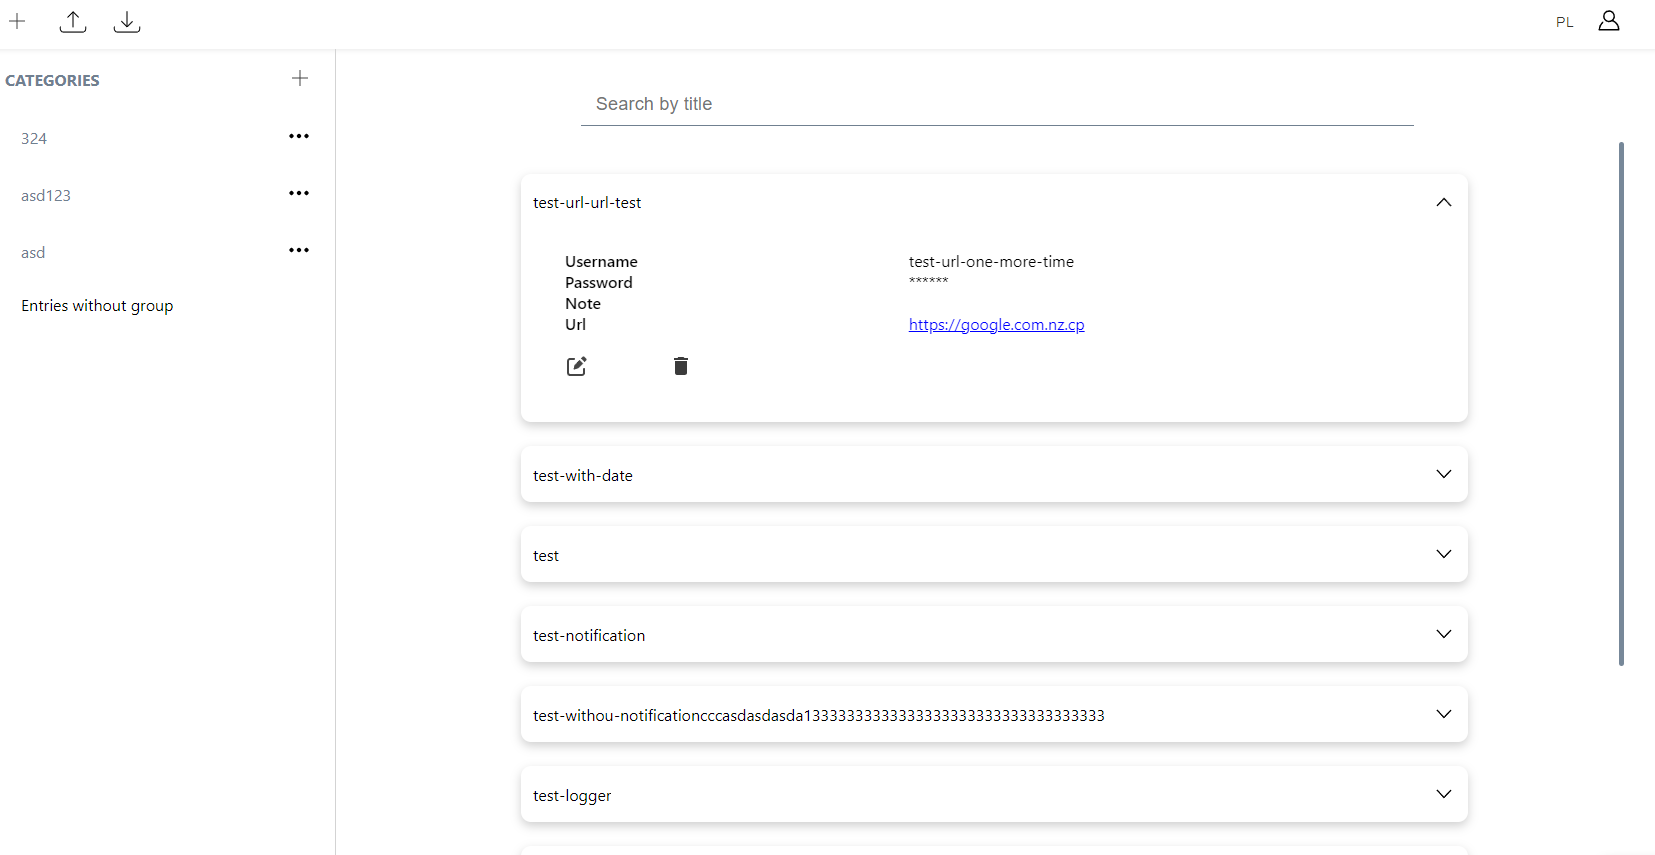 PL
CATEGORIES
324
asd123
asd
Entries without group
Search by title
test-url-url-test
Username test-url-one-more-time
Password ******
Note
Url https://google.com.nz.cp
test-with-date
test
test-notification
test-withou-notificationcccasdasdasda13333333333333333333333333333333333
test-logger